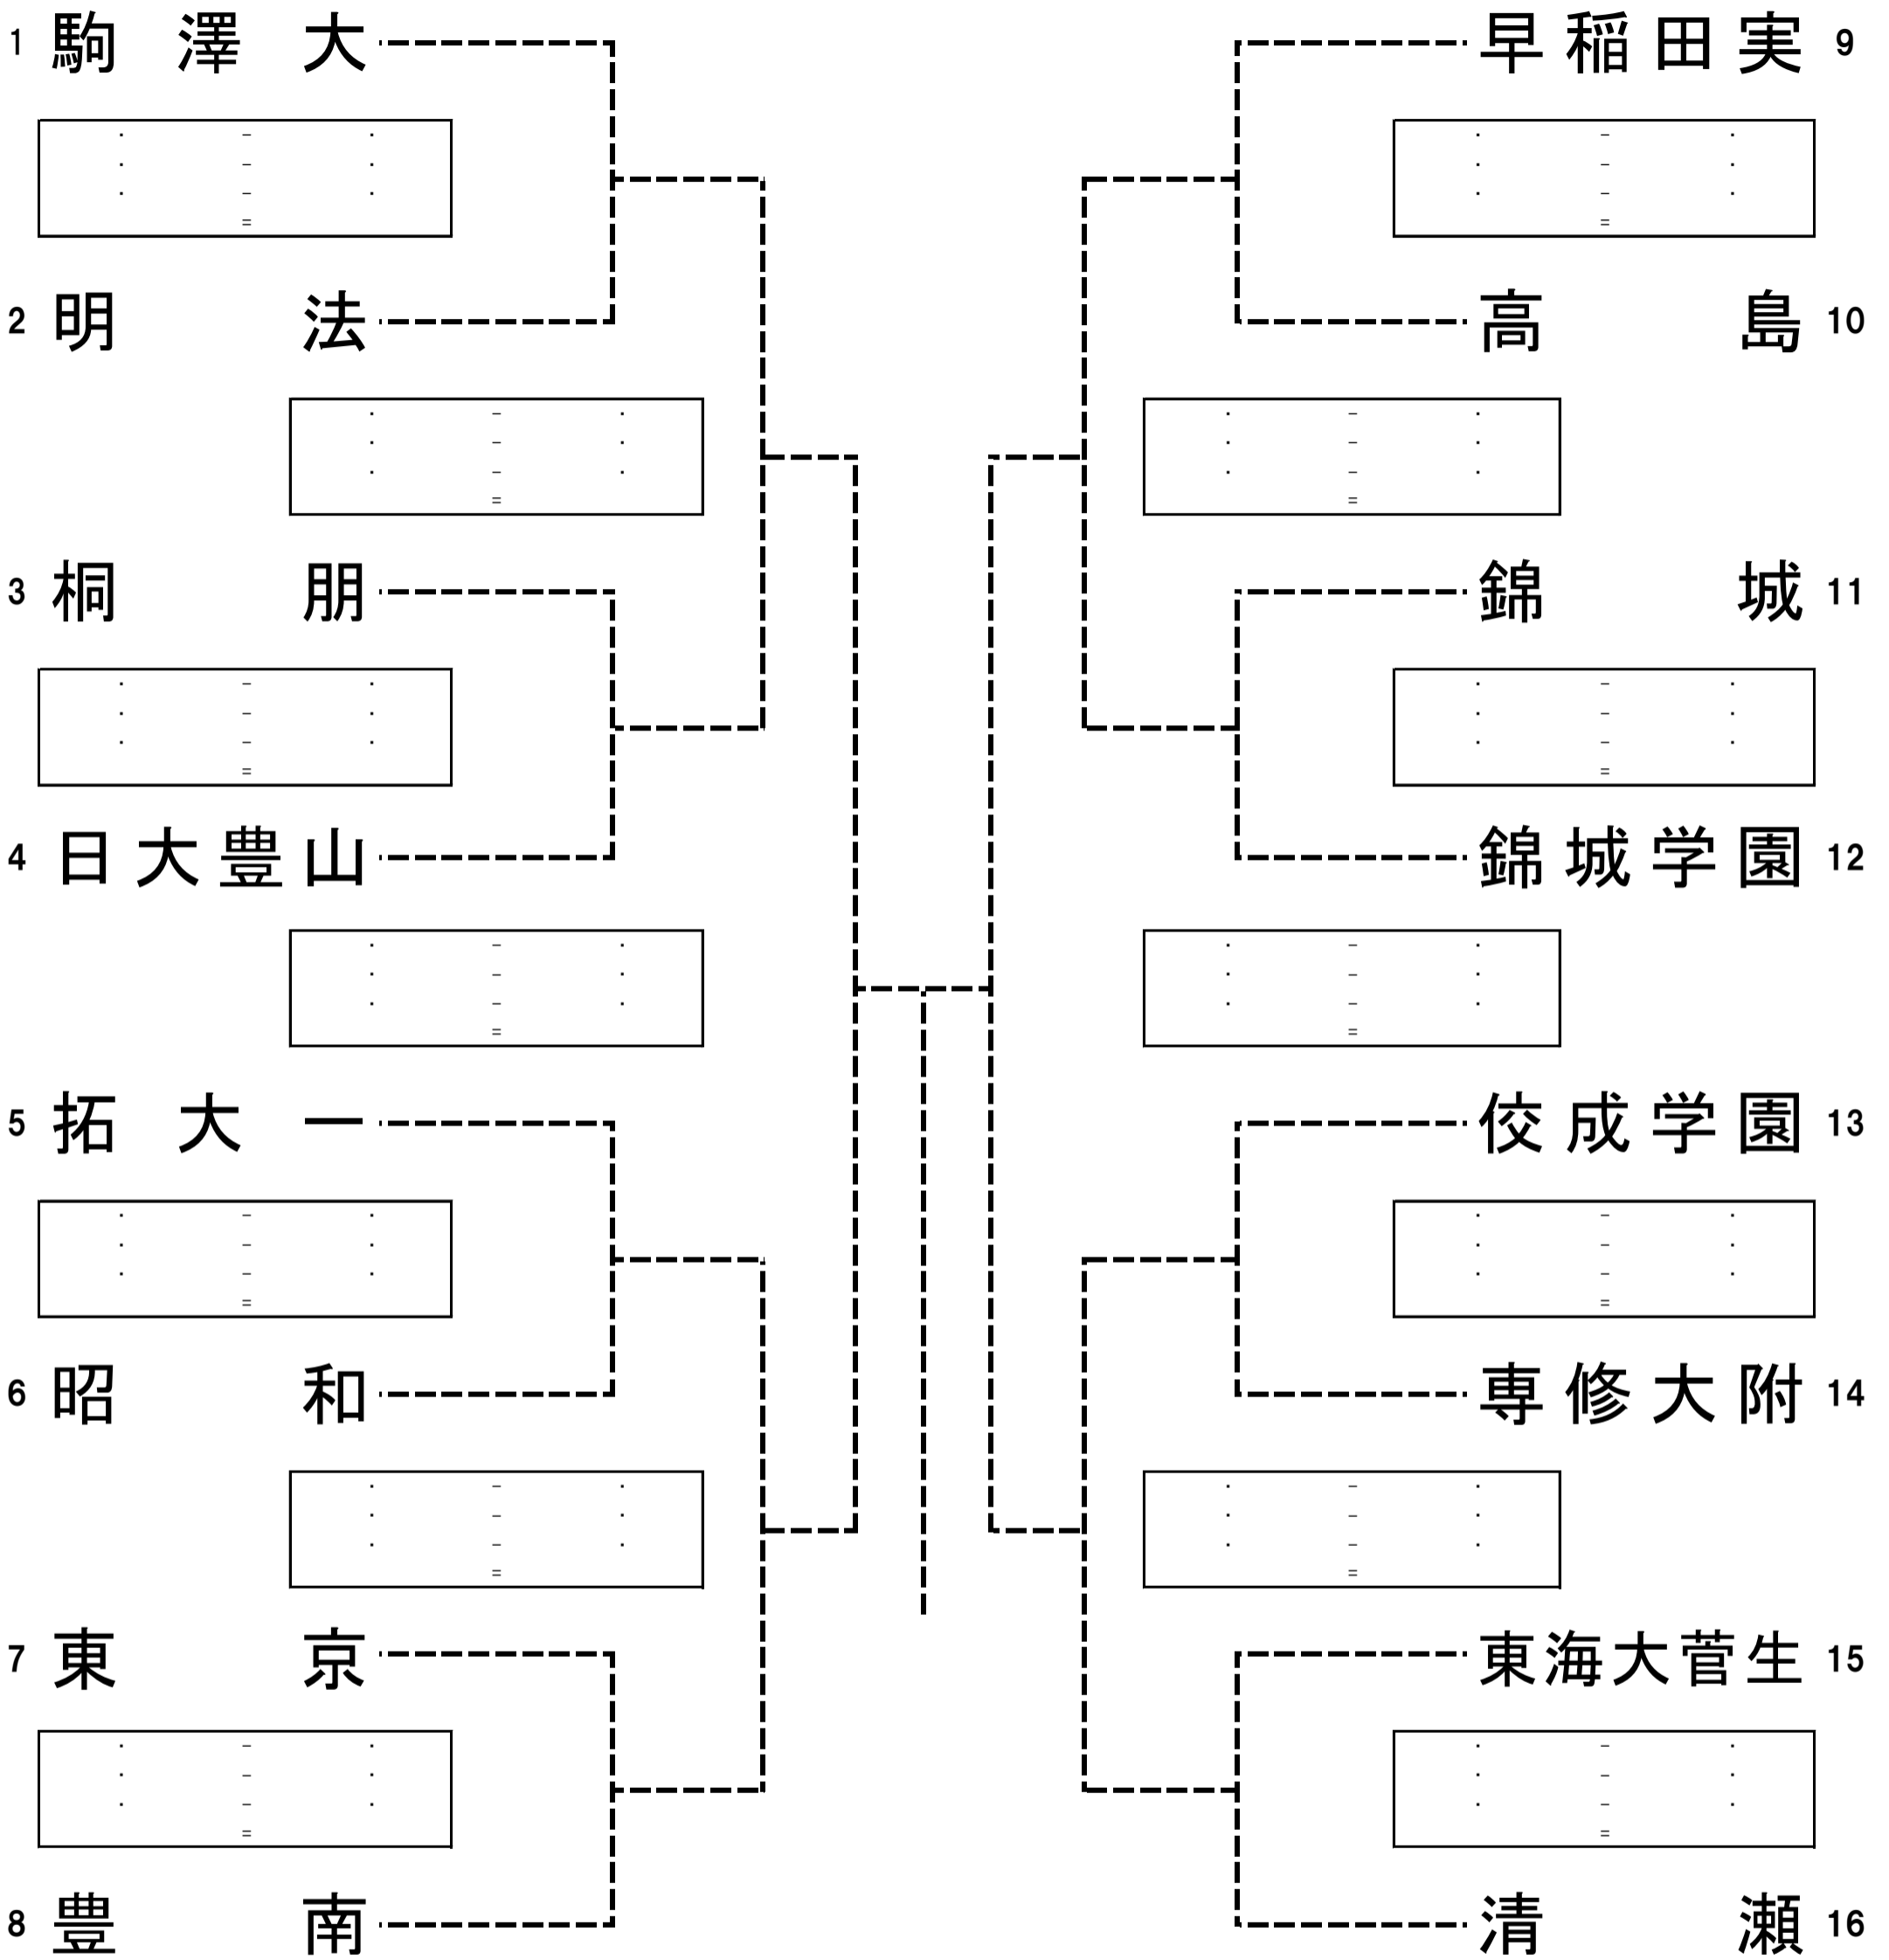 1 駒澤大 早稲田実 9
・ － ・ ・ － ・
・ － ・ ・ － ・
・ － ・ ・ － ・
＝ ＝
2 明法 高島 10
・ － ・ ・ － ・
・ － ・ ・ － ・
・ － ・ ・ － ・
＝ ＝
3 桐朋 錦城 11
・ － ・ ・ － ・
・ － ・ ・ － ・
・ － ・ ・ － ・
＝ ＝
4 日大豊山 錦城学園 12
・ － ・ ・ － ・
・ － ・ ・ － ・
・ － ・ ・ － ・
＝ ＝
5 拓大一 佼成学園 13
・ － ・ ・ － ・
・ － ・ ・ － ・
・ － ・ ・ － ・
＝ ＝
6 昭和 専修大附 14
・ － ・ ・ － ・
・ － ・ ・ － ・
・ － ・ ・ － ・
＝ ＝
7 東京 東海大菅生 15
・ － ・ ・ － ・
・ － ・ ・ － ・
・ － ・ ・ － ・
＝ ＝
8 豊南 清瀬 16